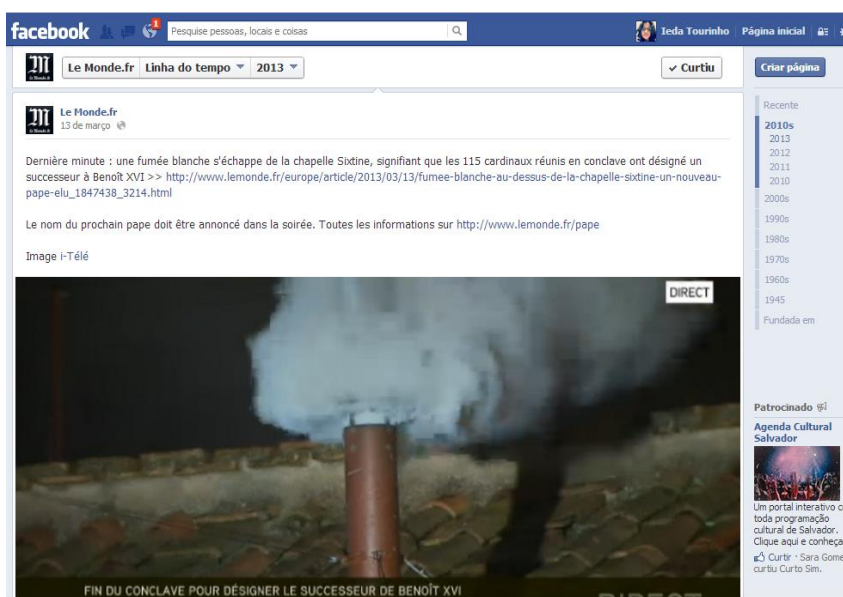 facebook
1
Pesquise pessoas, locais e coisas
Ieda Tourinho
Página inicial
Le Monde.fr
Linha do tempo
2013
✓ Curtiu
Criar página
Le Monde.fr
13 de março
Dernière minute : une fumée blanche s'échappe de la chapelle Sixtine, signifiant que les 115 cardinaux réunis en conclave ont désigné un
successeur à Benoît XVI >> http://www.lemonde.fr/europe/article/2013/03/13/fumee-blanche-au-dessus-de-la-chapelle-sixtine-un-nouveau-
pape-elu_1847438_3214.html
Le nom du prochain pape doit être annoncé dans la soirée. Toutes les informations sur http://www.lemonde.fr/pape
Image i-Télé
DIRECT
FIN DU CONCLAVE POUR DÉSIGNER LE SUCCESSEUR DE BENOÎT XVI
DIRECT
Recente
2010s
2013
2012
2011
2010
2000s
1990s
1980s
1970s
1960s
1945
Fundada em
Patrocinado
Agenda Cultural
Salvador
Um portal interativo
toda programação
cultural de Salvador.
Clique aqui e conheça
Curtir · Sara Gome
curtiu Curto Sim.